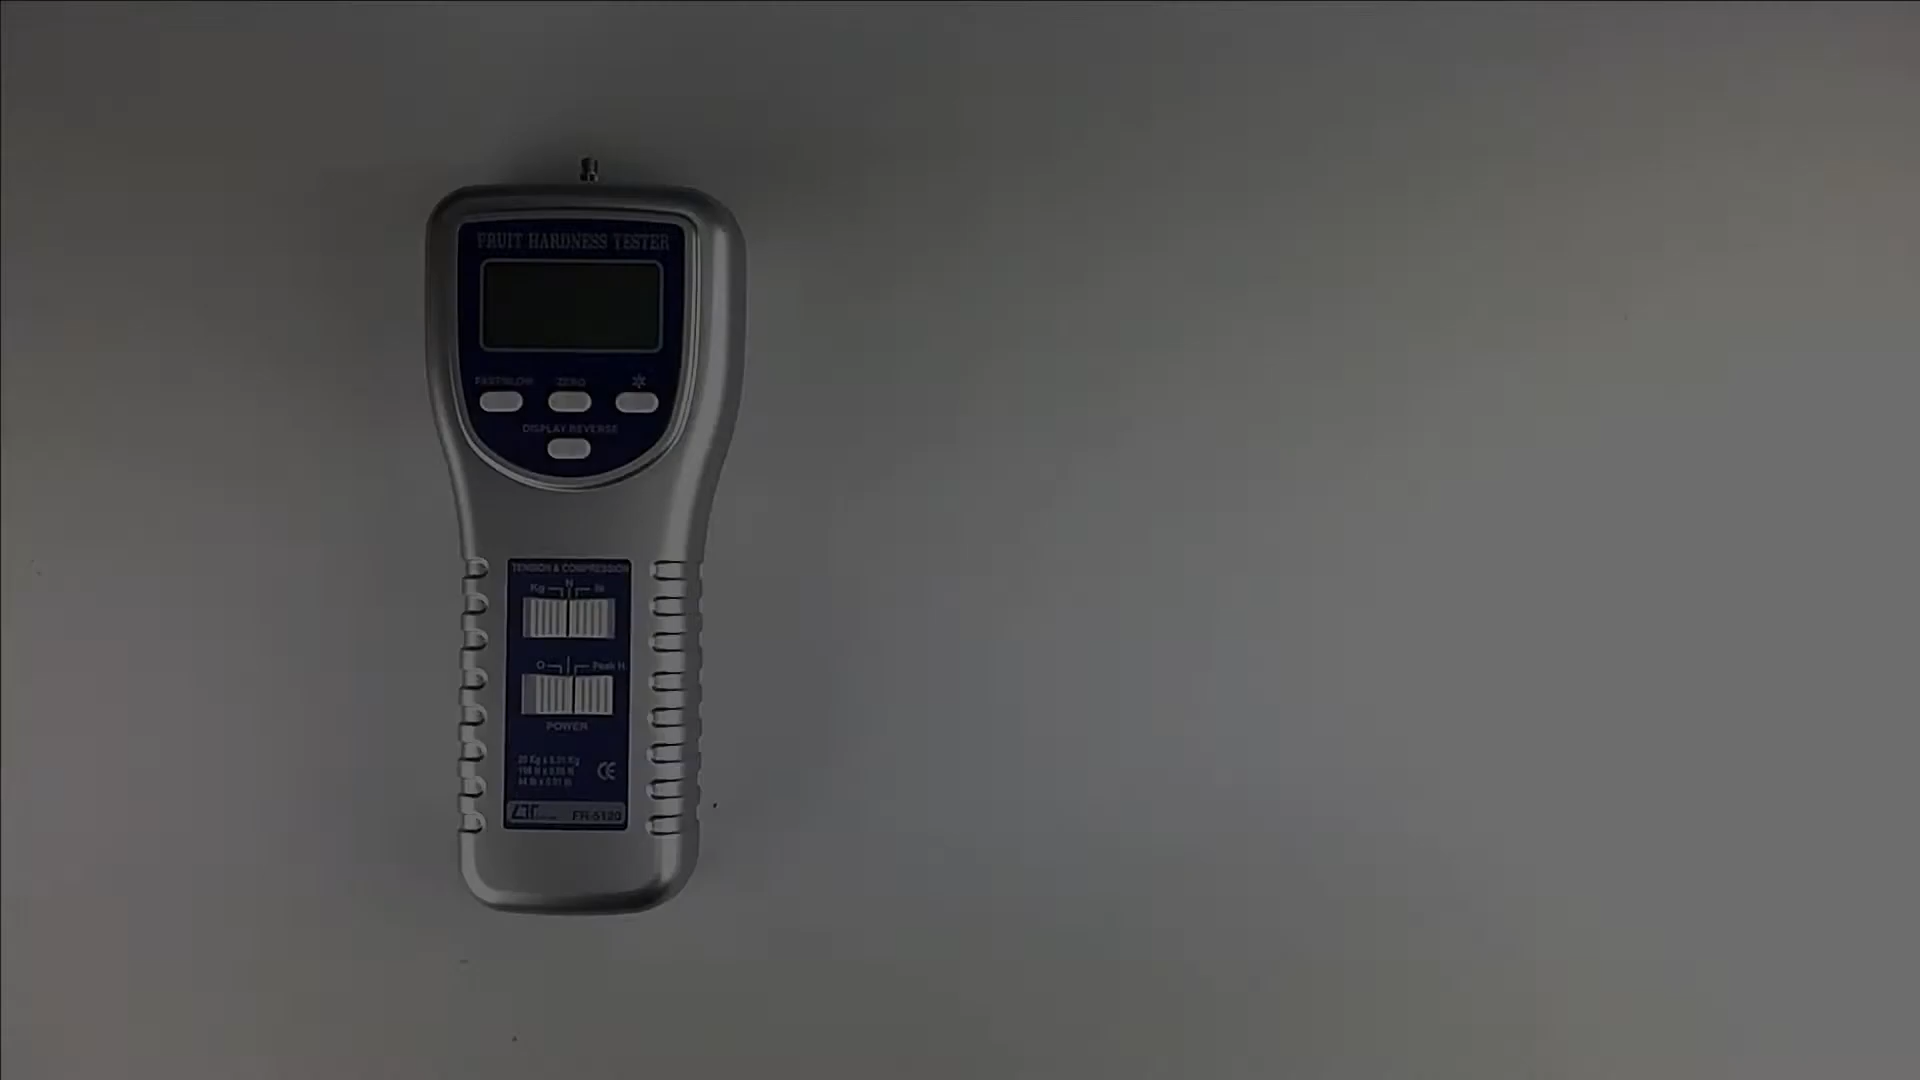 FRUIT HARDNESS TESTER
FAST/SLOW ZERO
DISPLAY REVERSE
TENSION & COMPRESSION
Kg N lb
O Peak H
POWER
CE
FR-5120